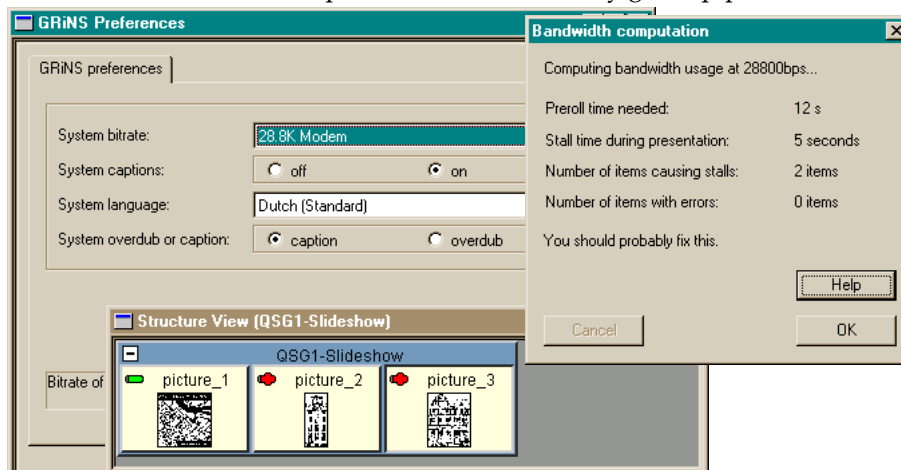 GRiNS Preferences
GRiNS preferences
System bitrate: 28.8K Modem
System captions: off on
System language: Dutch (Standard)
System overdub or caption: caption overdub
Bitrate of
Structure View (QSG1-Slideshow)
QSG1-Slideshow
picture_1 picture_2 picture_3
Bandwidth computation
Computing bandwidth usage at 28800bps...
Preroll time needed: 12 s
Stall time during presentation: 5 seconds
Number of items causing stalls: 2 items
Number of items with errors: 0 items
You should probably fix this.
Help
Cancel OK